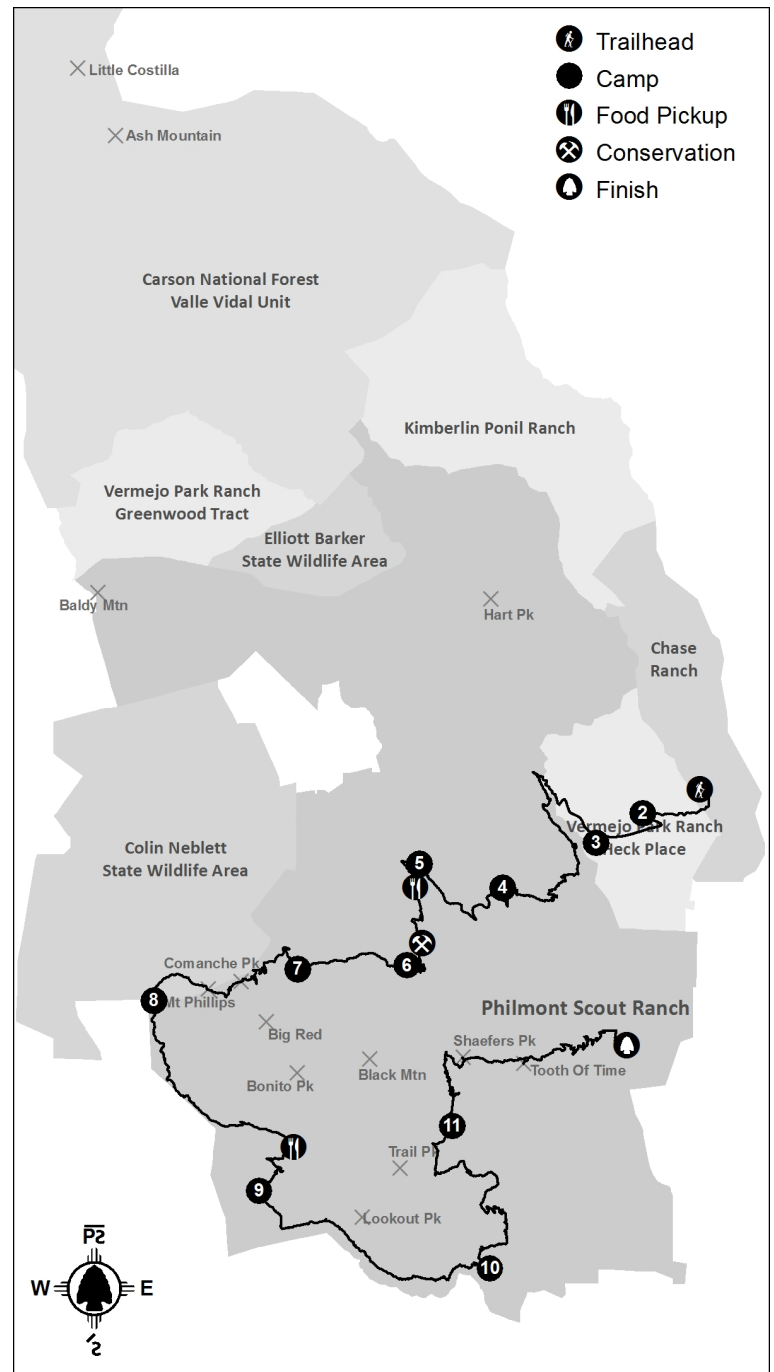 Trailhead
Camp
Food Pickup
Conservation
Finish
Little Costilla
Ash Mountain
Carson National Forest
Valle Vidal Unit
Kimberlin Ponil Ranch
Vermejo Park Ranch
Greenwood Tract
Elliott Barker
State Wildlife Area
Baldy Mtn
Hart Pk
Chase
Ranch
2
Vermejo Park Ranch
Heck Place
3
Colin Neblett
State Wildlife Area
5
4
6
7
Comanche Pk
Mt Phillips
8
Philmont Scout Ranch
Big Red
Shaefers Pk
Tooth Of Time
Black Mtn
Bonito Pk
11
Trail Pk
9
Lookout Pk
10
W
E